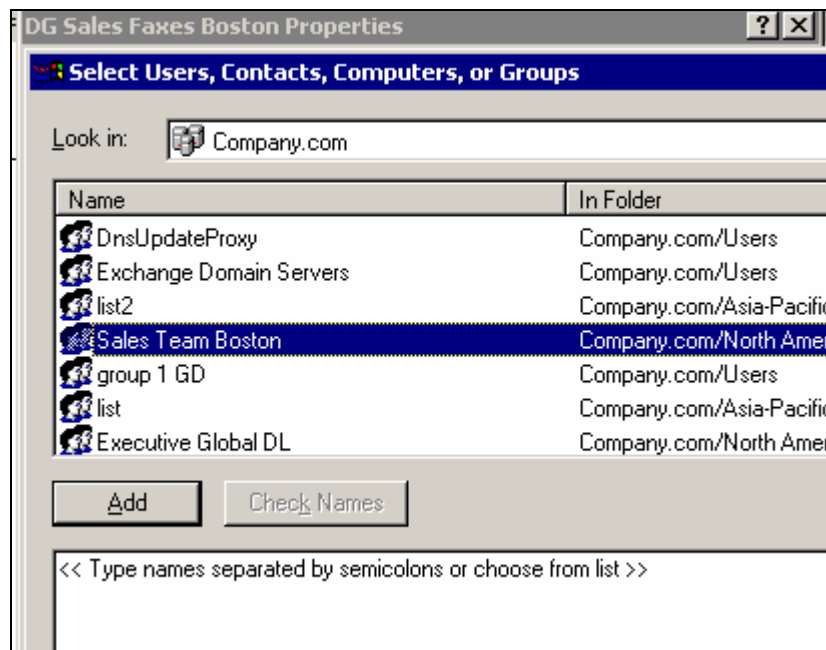 DG Sales Faxes Boston Properties
Select Users, Contacts, Computers, or Groups
Look in: Company.com
Name In Folder
DnsUpdateProxy Company.com/Users
Exchange Domain Servers Company.com/Users
list2 Company.com/Asia-Pacific
Sales Team Boston Company.com/North Amer
group 1 GD Company.com/Users
list Company.com/Asia-Pacific
Executive Global DL Company.com/North Amer
Add Check Names
<< Type names separated by semicolons or choose from list >>